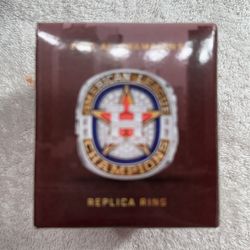 AMERICAN LEAGUE
H
CHAMPIONS
REPLICA RING